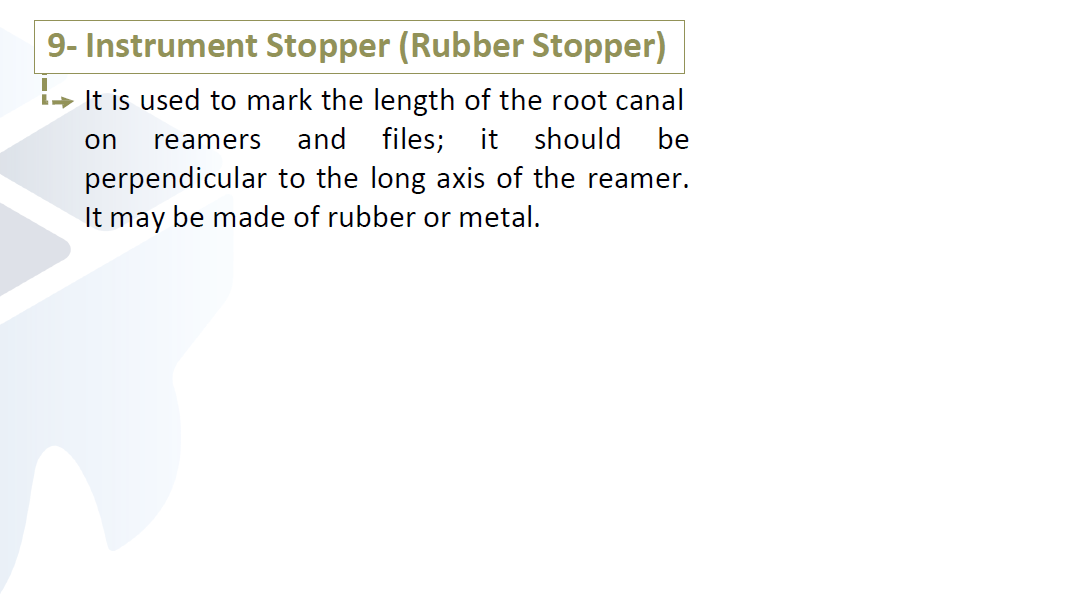 9- Instrument Stopper (Rubber Stopper)
It is used to mark the length of the root canal
on reamers and files; it should be
perpendicular to the long axis of the reamer.
It may be made of rubber or metal.